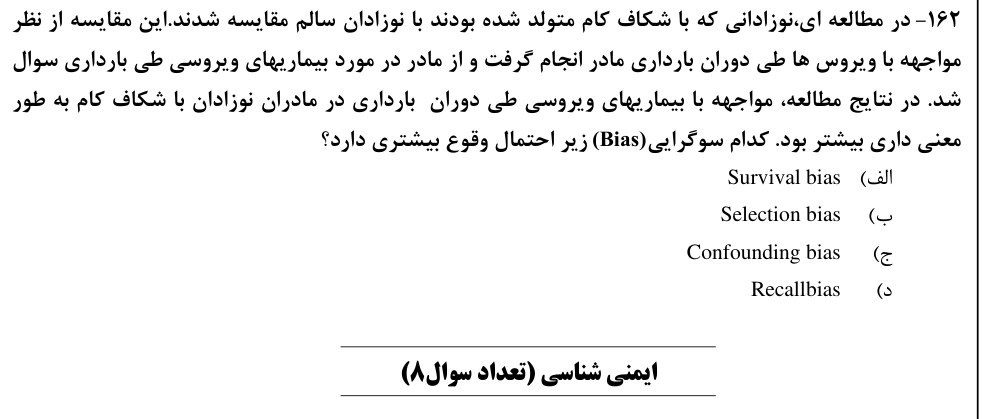 ۱۶۲- در مطالعه ای،نوزادانی که با شکاف کام متولد شده بودند با نوزادان سالم مقایسه شدند.این مقایسه از نظر
مواجهه با ویروس ها طی دوران بارداری مادر انجام گرفت و از مادر در مورد بیماریهای ویروسی طی بارداری سوال
شد. در نتایج مطالعه، مواجهه با بیماریهای ویروسی طی دوران بارداری در مادران نوزادان با شکاف کام به طور
معنی داری بیشتر بود. کدام سوگرایی(Bias) زیر احتمال وقوع بیشتری دارد؟
الف) Survival bias
ب) Selection bias
ج) Confounding bias
د) Recallbias
ایمنی شناسی (تعداد سوال۸)